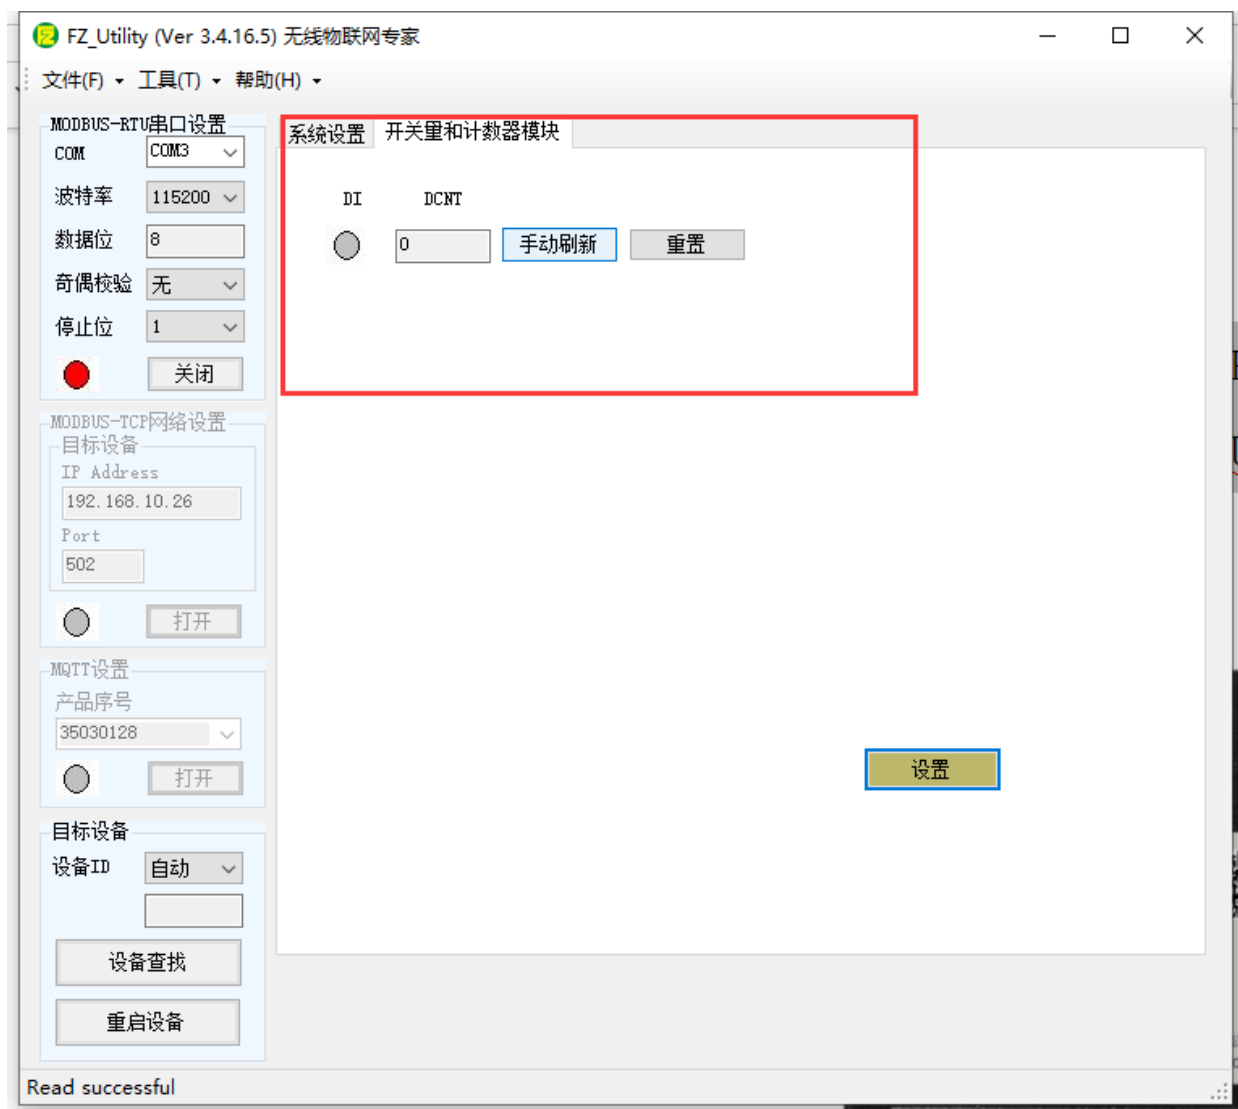 FZ_Utility (Ver 3.4.16.5) 无线物联网专家
文件(F) 工具(T) 帮助(H)
MODBUS-RTU串口设置
COM COM3
波特率 115200
数据位 8
奇偶校验 无
停止位 1
关闭
MODBUS-TCP网络设置
目标设备
IP Address
192.168.10.26
Port
502
打开
MQTT设置
产品序号
35030128
打开
目标设备
设备ID 自动
设备查找
重启设备
系统设置 开关量和计数器模块
DI DCNT
0 手动刷新 重置
设置
Read successful